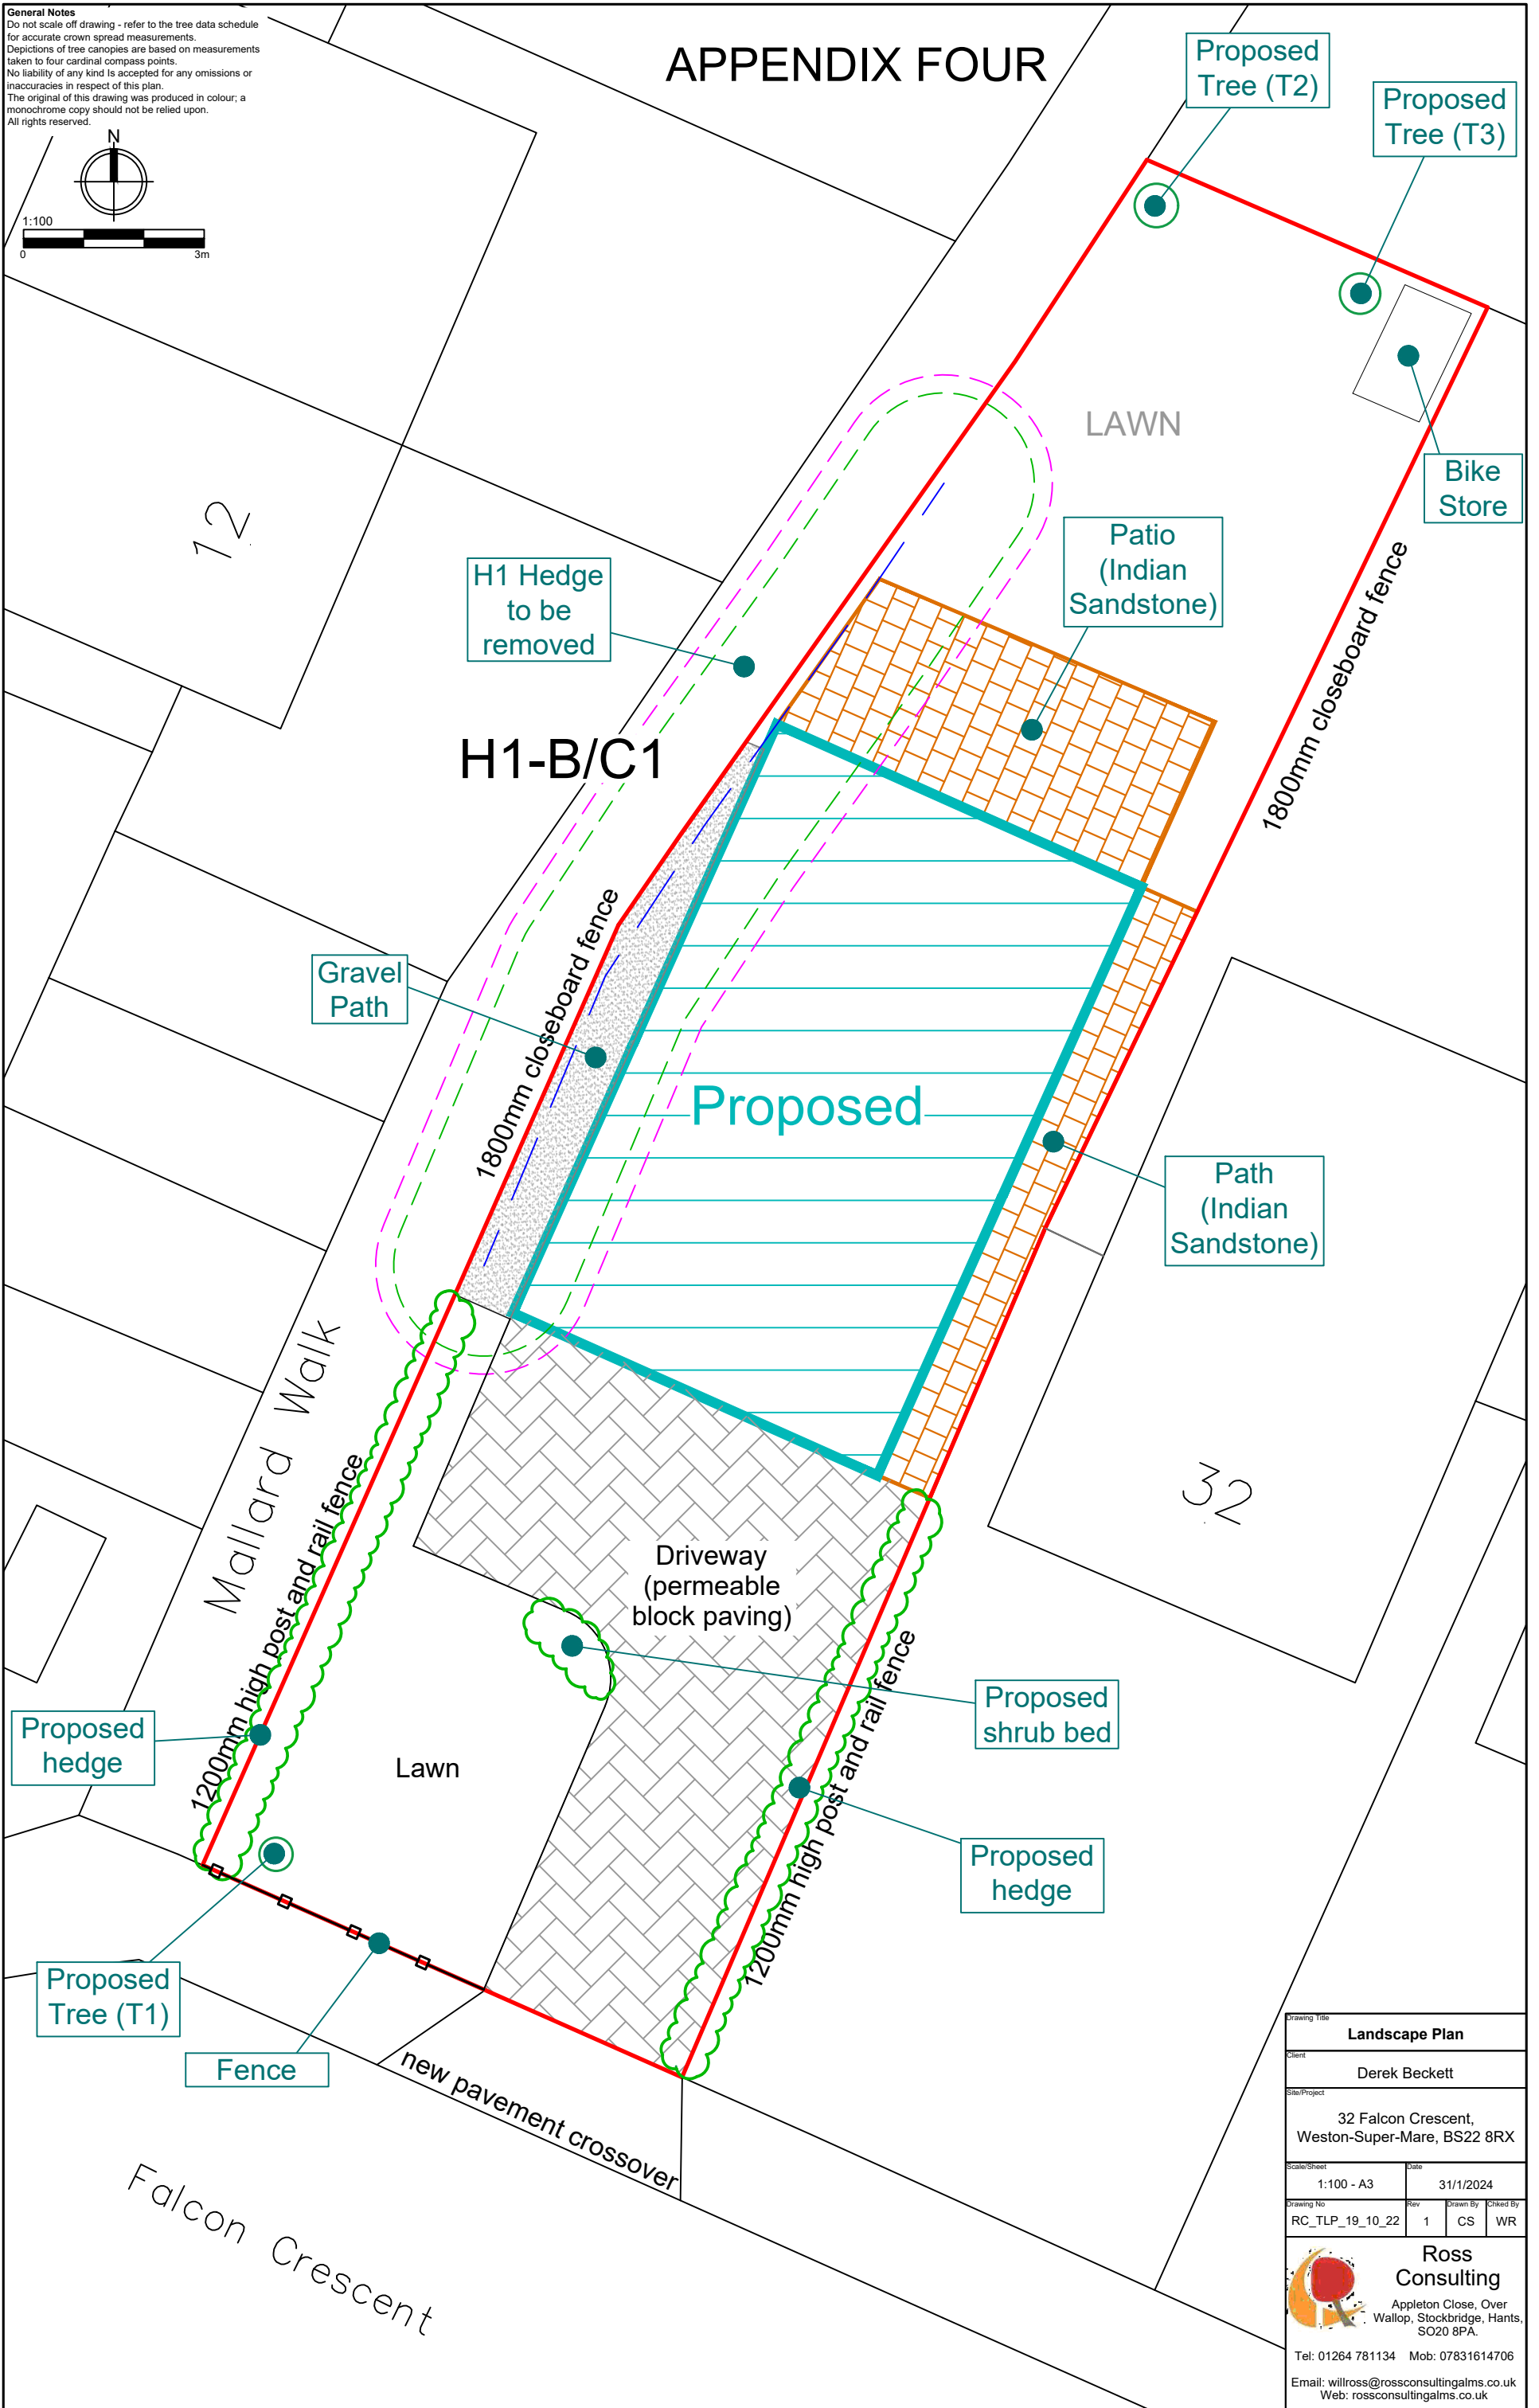 General Notes
Do not scale off drawing - refer to the tree data schedule
for accurate crown spread measurements.
Depictions of tree canopies are based on measurements
taken to four cardinal compass points.
No liability of any kind Is accepted for any omissions or
inaccuracies in respect of this plan.
The original of this drawing was produced in colour; a
monochrome copy should not be relied upon.
All rights reserved.
N
1:100
0 3m
APPENDIX FOUR
Proposed
Tree (T2)
Proposed
Tree (T3)
LAWN
Bike
Store
12
H1 Hedge
to be
removed
Patio
(Indian
Sandstone)
1800mm closeboard fence
H1-B/C1
Gravel
Path
1800mm closeboard fence
Proposed
Path
(Indian
Sandstone)
Mallard Walk
1200mm high post and rail fence
32
Driveway
(permeable
block paving)
Proposed
shrub bed
Proposed
hedge
Lawn
1200mm high post and rail fence
Proposed
hedge
Proposed
Tree (T1)
Fence
new pavement crossover
Falcon Crescent
Drawing Title
Landscape Plan
Client
Derek Beckett
Site/Project
32 Falcon Crescent,
Weston-Super-Mare, BS22 8RX
Scale/Sheet Date
1:100 - A3 31/1/2024
Drawing No Rev Drawn By Chked By
RC_TLP_19_10_22 1 CS WR
Ross
Consulting
Appleton Close, Over
Wallop, Stockbridge, Hants,
SO20 8PA.
Tel: 01264 781134 Mob: 07831614706
Email: willross@rossconsultingalms.co.uk
Web: rossconsultingalms.co.uk